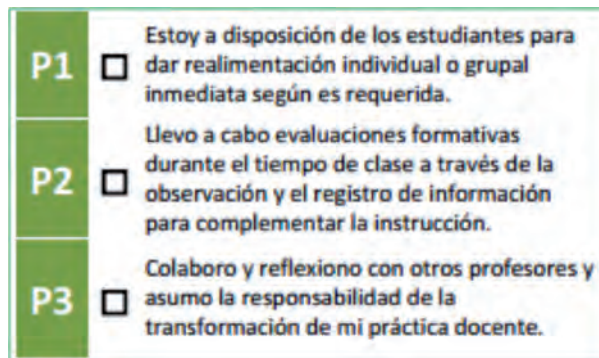 P1
Estoy a disposición de los estudiantes para
dar realimentación individual o grupal
inmediata según es requerida.
P2
Llevo a cabo evaluaciones formativas
durante el tiempo de clase a través de la
observación y el registro de información
para complementar la instrucción.
P3
Colaboro y reflexiono con otros profesores y
asumo la responsabilidad de la
transformación de mi práctica docente.